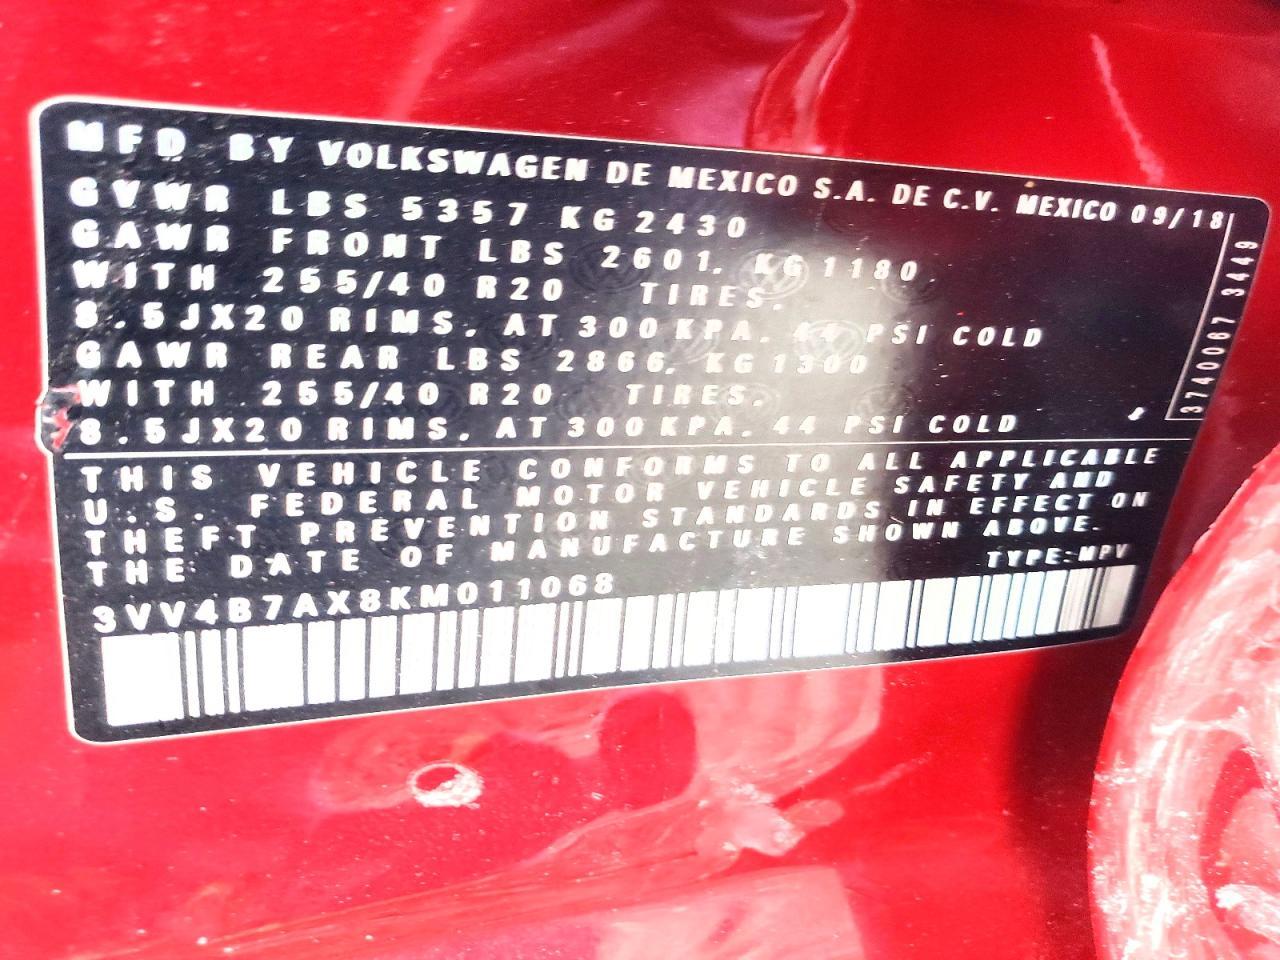 MFD BY VOLKSWAGEN DE MEXICO S.A. DE C.V. MEXICO 09/18
GVWR LBS 5357 KG 2430
GAWR FRONT LBS 2601, KG 1180
WITH 255/40 R20 TIRES,
8.5JX20 RIMS, AT 300 KPA, 44 PSI COLD
GAWR REAR LBS 2866, KG 1300
WITH 255/40 R20 TIRES,
8.5JX20 RIMS, AT 300 KPA, 44 PSI COLD
3740067 3449
THIS VEHICLE CONFORMS TO ALL APPLICABLE
U.S. FEDERAL MOTOR VEHICLE SAFETY AND
THEFT PREVENTION STANDARDS IN EFFECT ON
THE DATE OF MANUFACTURE SHOWN ABOVE.
TYPE: MPV
3VV4B7AX8KM011068